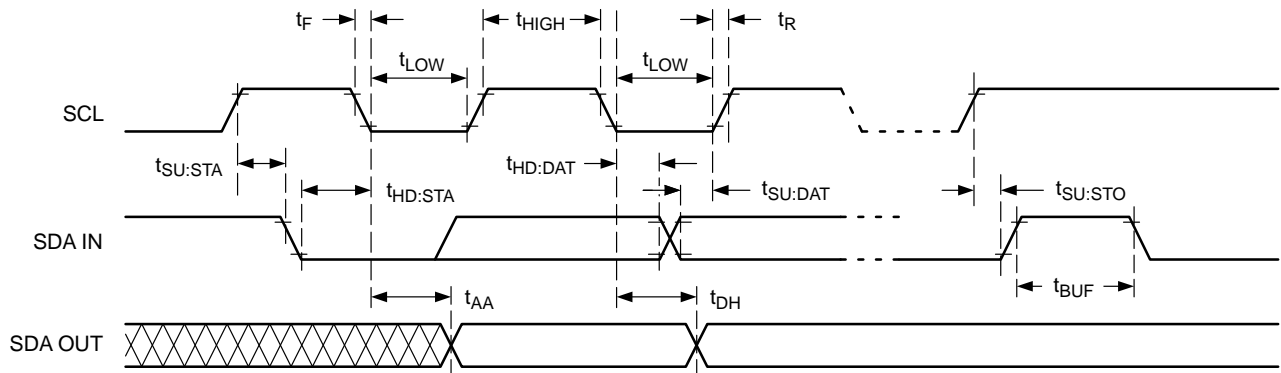 tF
tHIGH
tR
tLOW
tLOW
SCL
tSU:STA
tHD:STA
tHD:DAT
tSU:DAT
tSU:STO
SDA IN
tBUF
tAA
tDH
SDA OUT